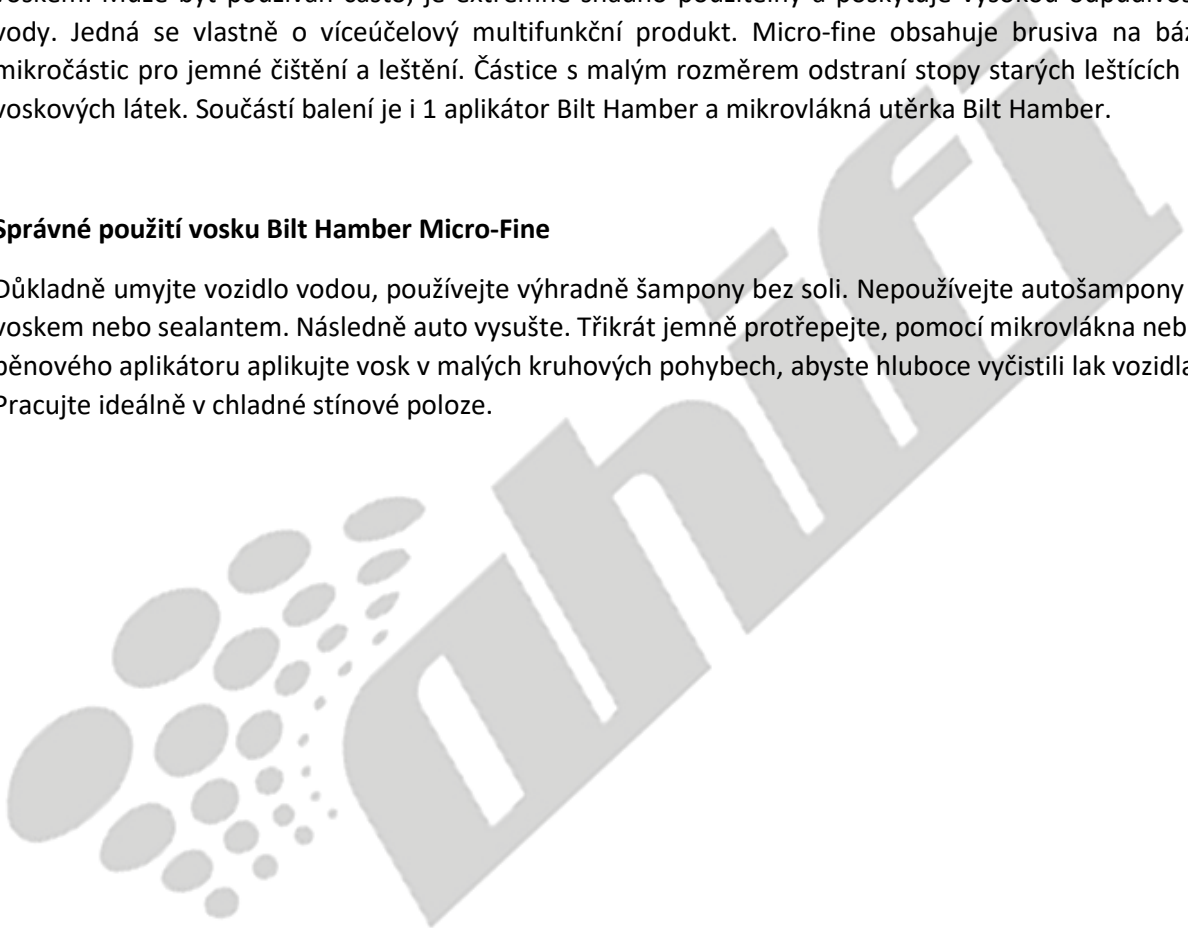 voskem. Může být používán často, je extrémně snadno použitelný a poskytuje vysokou odpudivos
vody. Jedná se vlastně o víceúčelový multifunkční produkt. Micro-fine obsahuje brusiva na báz
mikročástic pro jemné čištění a leštění. Částice s malým rozměrem odstraní stopy starých leštících
voskových látek. Součástí balení je i 1 aplikátor Bilt Hamber a mikrovlákná utěrka Bilt Hamber.
Správné použití vosku Bilt Hamber Micro-Fine
Důkladně umyjte vozidlo vodou, používejte výhradně šampony bez soli. Nepoužívejte autošampony
voskem nebo sealantem. Následně auto vysušte. Třikrát jemně protřepejte, pomocí mikrovlákna neb
pěnového aplikátoru aplikujte vosk v malých kruhových pohybech, abyste hluboce vyčistili lak vozidla
Pracujte ideálně v chladné stínové poloze.
ahifi